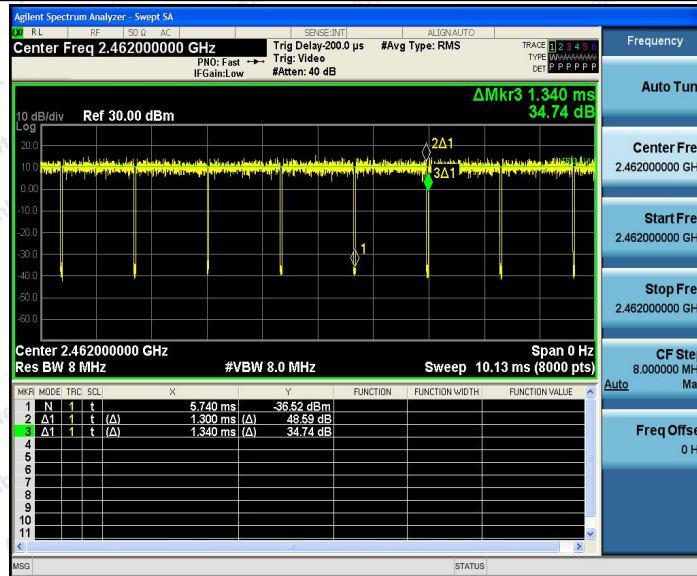 Agilent Spectrum Analyzer - Swept SA
RL RF 50 Ω AC SENSE:INT ALIGNAUTO
Center Freq 2.462000000 GHz
PNO: Fast
IFGain:Low
Trig Delay-200.0 µs
Trig: Video
#Atten: 40 dB
#Avg Type: RMS
TRACE 1 2 3 4 5 6
TYPE
DET P P P P P P
ΔMkr3 1.340 ms
34.74 dB
10 dB/div Ref 30.00 dBm
Log
20.0
10.0
0.00
-10.0
-20.0
-30.0
-40.0
-50.0
-60.0
2Δ1
3Δ1
1
Center 2.462000000 GHz Span 0 Hz
Res BW 8 MHz #VBW 8.0 MHz Sweep 10.13 ms (8000 pts)
MKR MODE TRC SCL X Y FUNCTION FUNCTION WIDTH FUNCTION VALUE
1 N 1 t 5.740 ms -36.52 dBm
2 Δ1 1 t (Δ) 1.300 ms (Δ) 48.59 dB
3 Δ1 1 t (Δ) 1.340 ms (Δ) 34.74 dB
4
5
6
7
8
9
10
11
MSG STATUS
Frequency
Auto Tun
Center Fre
2.462000000 GH
Start Fre
2.462000000 GH
Stop Fre
2.462000000 GH
CF Ste
8.000000 MH
Auto Ma
Freq Offse
0 H